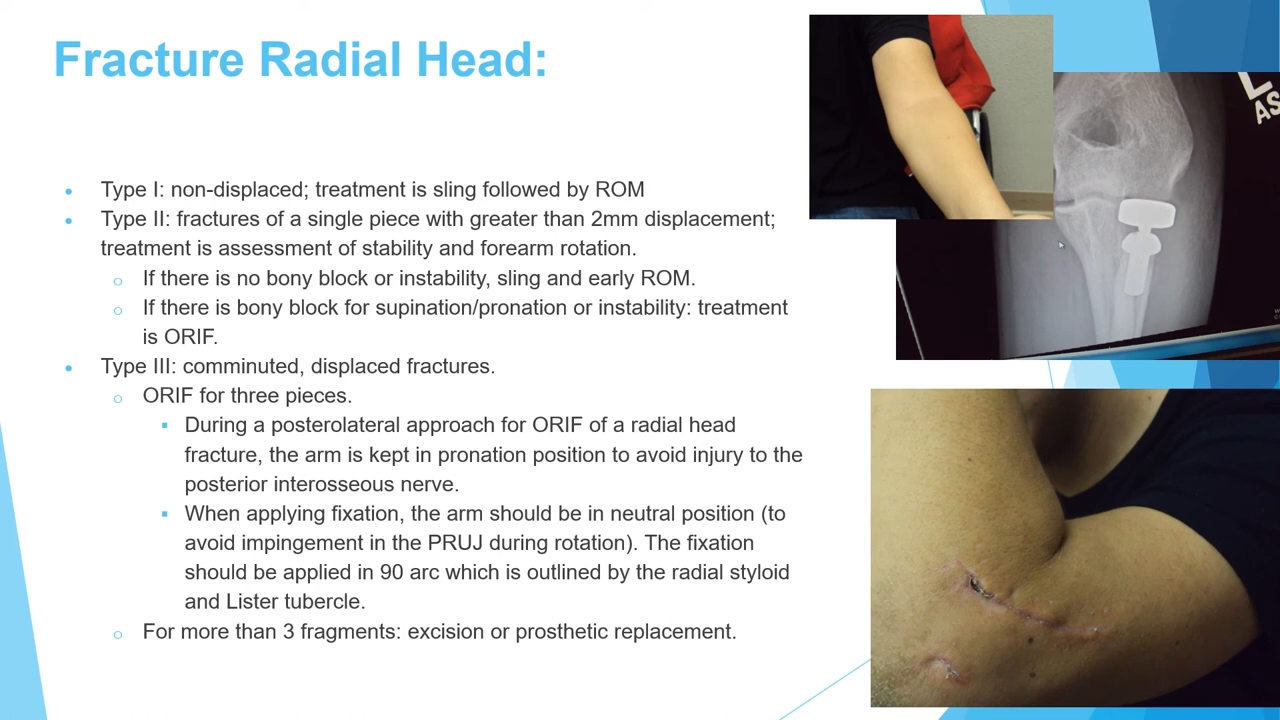 Fracture Radial Head:
Type I: non-displaced; treatment is sling followed by ROM
Type II: fractures of a single piece with greater than 2mm displacement;
treatment is assessment of stability and forearm rotation.
If there is no bony block or instability, sling and early ROM.
If there is bony block for supination/pronation or instability: treatment
is ORIF.
Type III: comminuted, displaced fractures.
ORIF for three pieces.
During a posterolateral approach for ORIF of a radial head
fracture, the arm is kept in pronation position to avoid injury to the
posterior interosseous nerve.
When applying fixation, the arm should be in neutral position (to
avoid impingement in the PRUJ during rotation). The fixation
should be applied in 90 arc which is outlined by the radial styloid
and Lister tubercle.
For more than 3 fragments: excision or prosthetic replacement.
L
AS